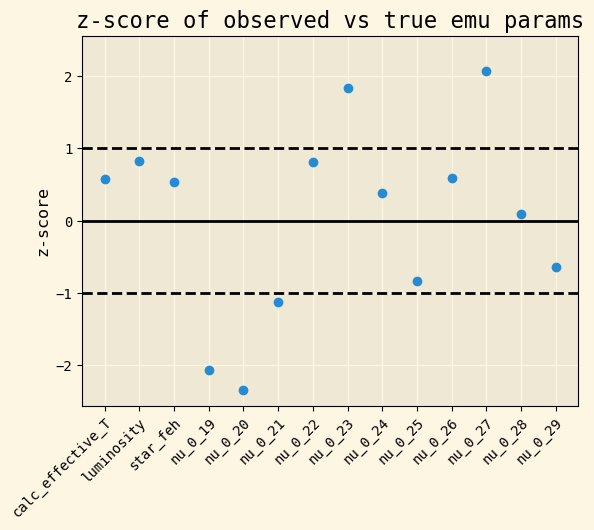 z-score of observed vs true emu params
z-score
2
1
0
−1
−2
calc_effective_T
luminosity
star_feh
nu_0_19
nu_0_20
nu_0_21
nu_0_22
nu_0_23
nu_0_24
nu_0_25
nu_0_26
nu_0_27
nu_0_28
nu_0_29